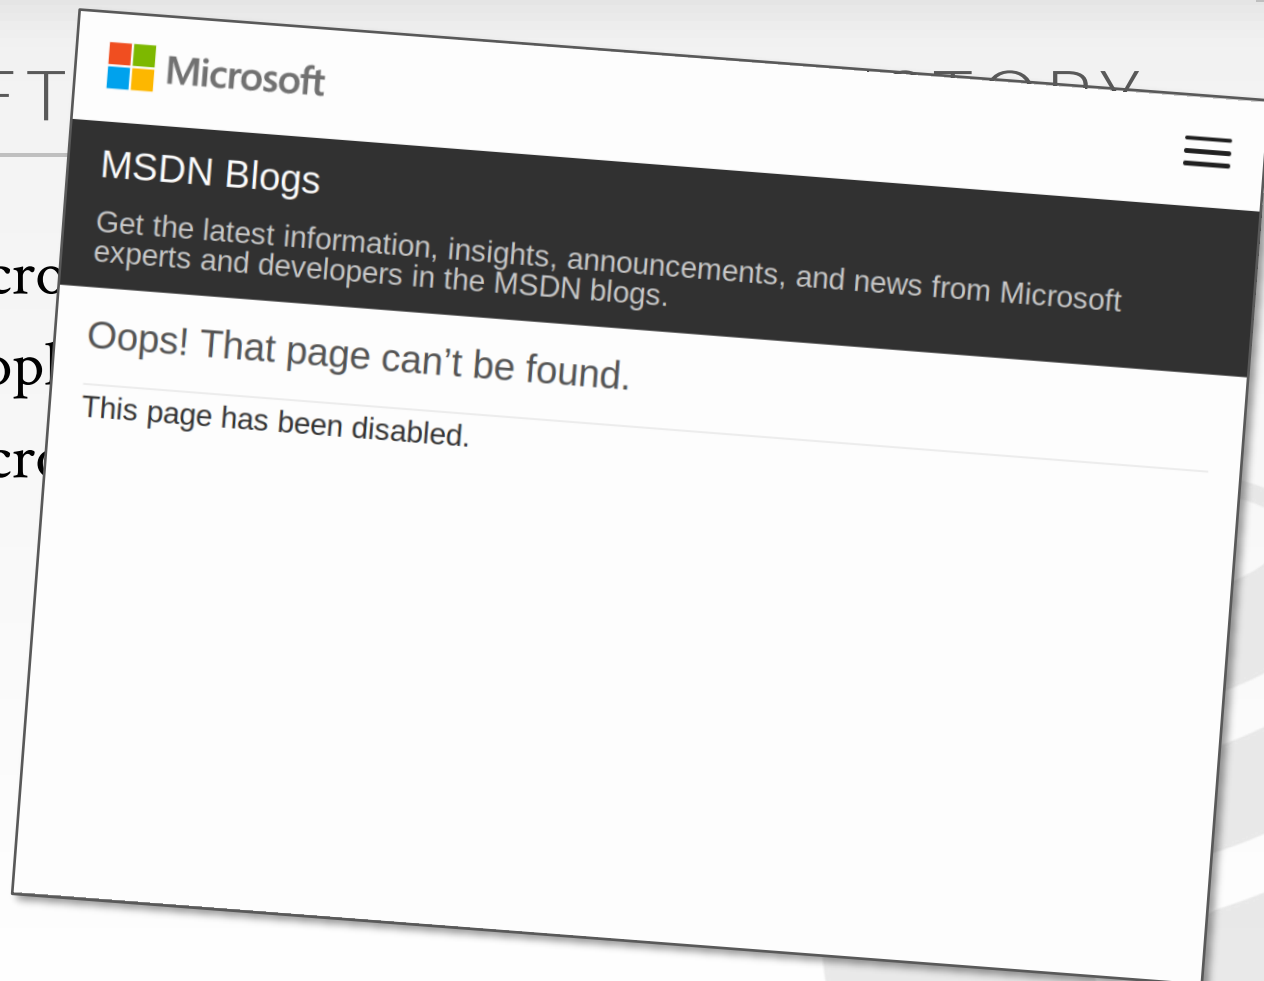 Microsoft
MSDN Blogs
Get the latest information, insights, announcements, and news from Microsoft
experts and developers in the MSDN blogs.
Oops! That page can’t be found.
This page has been disabled.